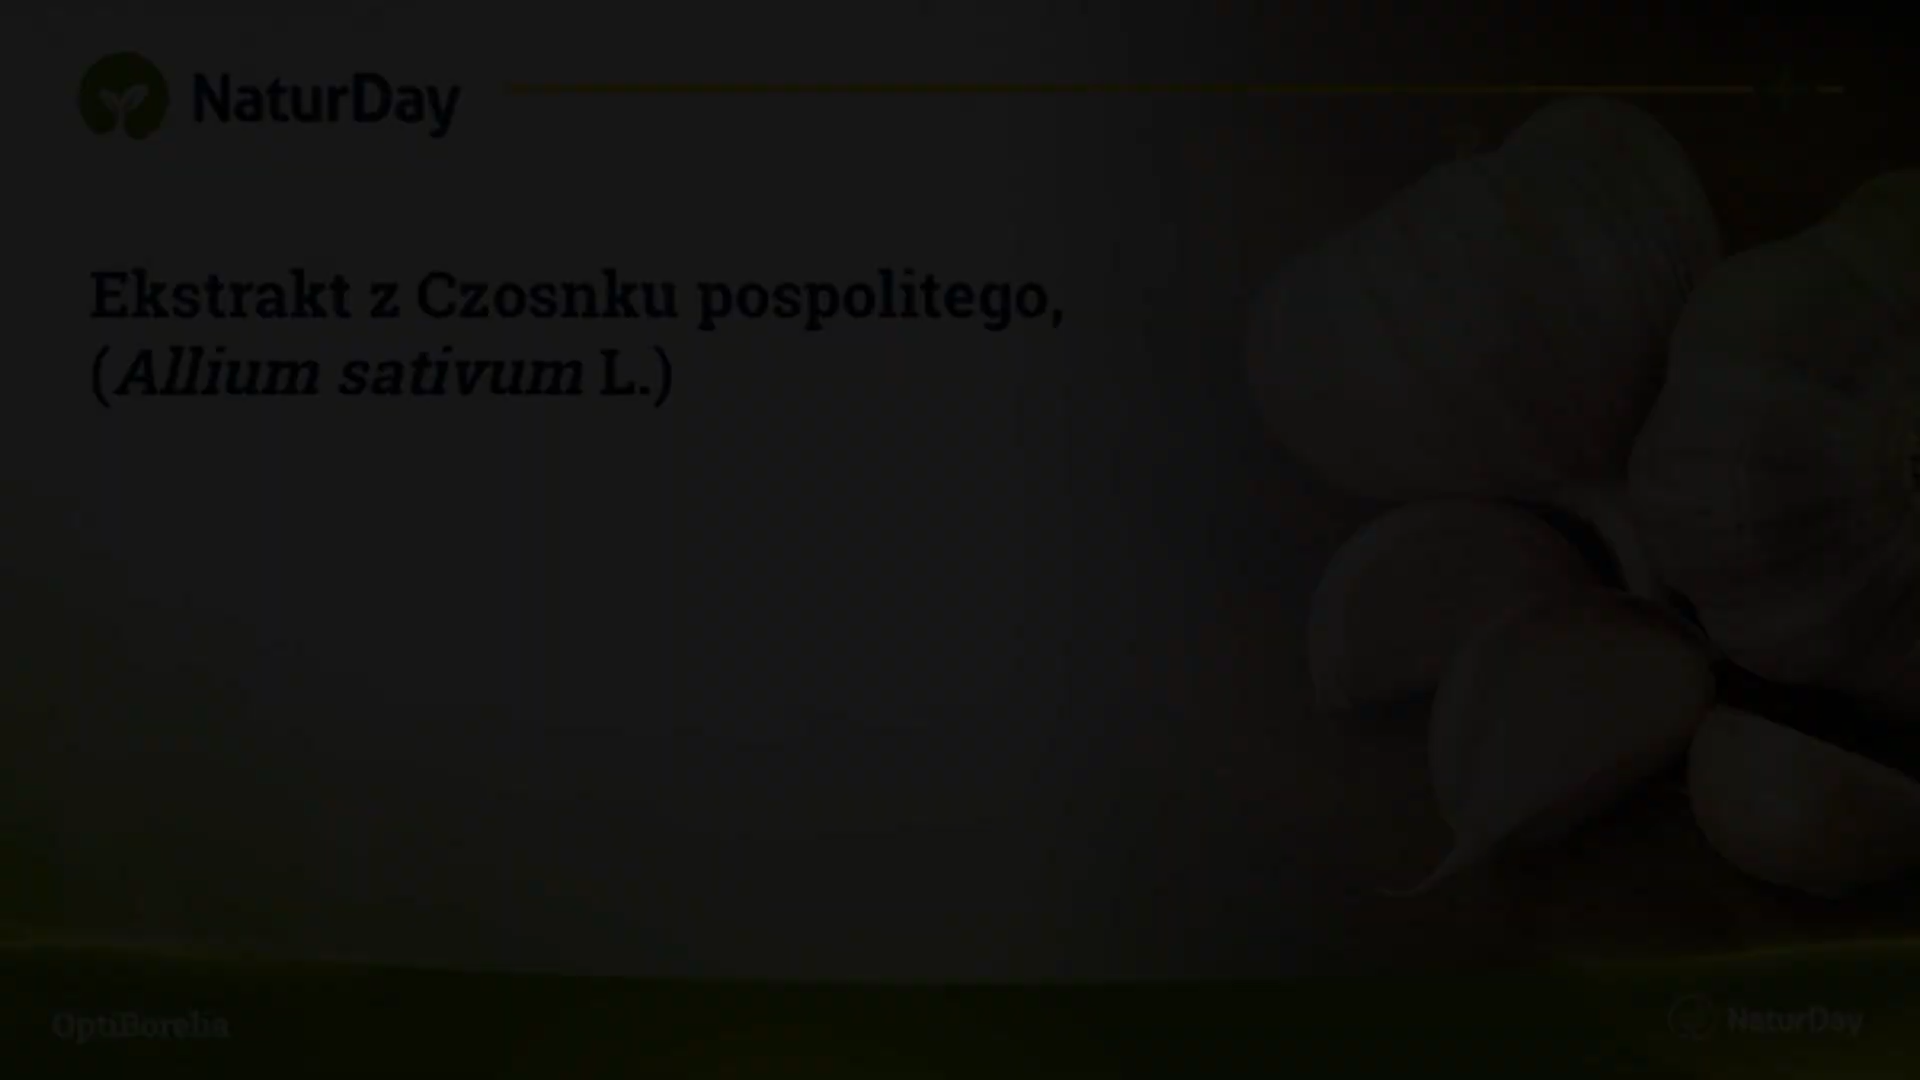 NaturDay
Ekstrakt z Czosnku pospolitego,
(Allium sativum L.)
OptiBorelia
NaturDay